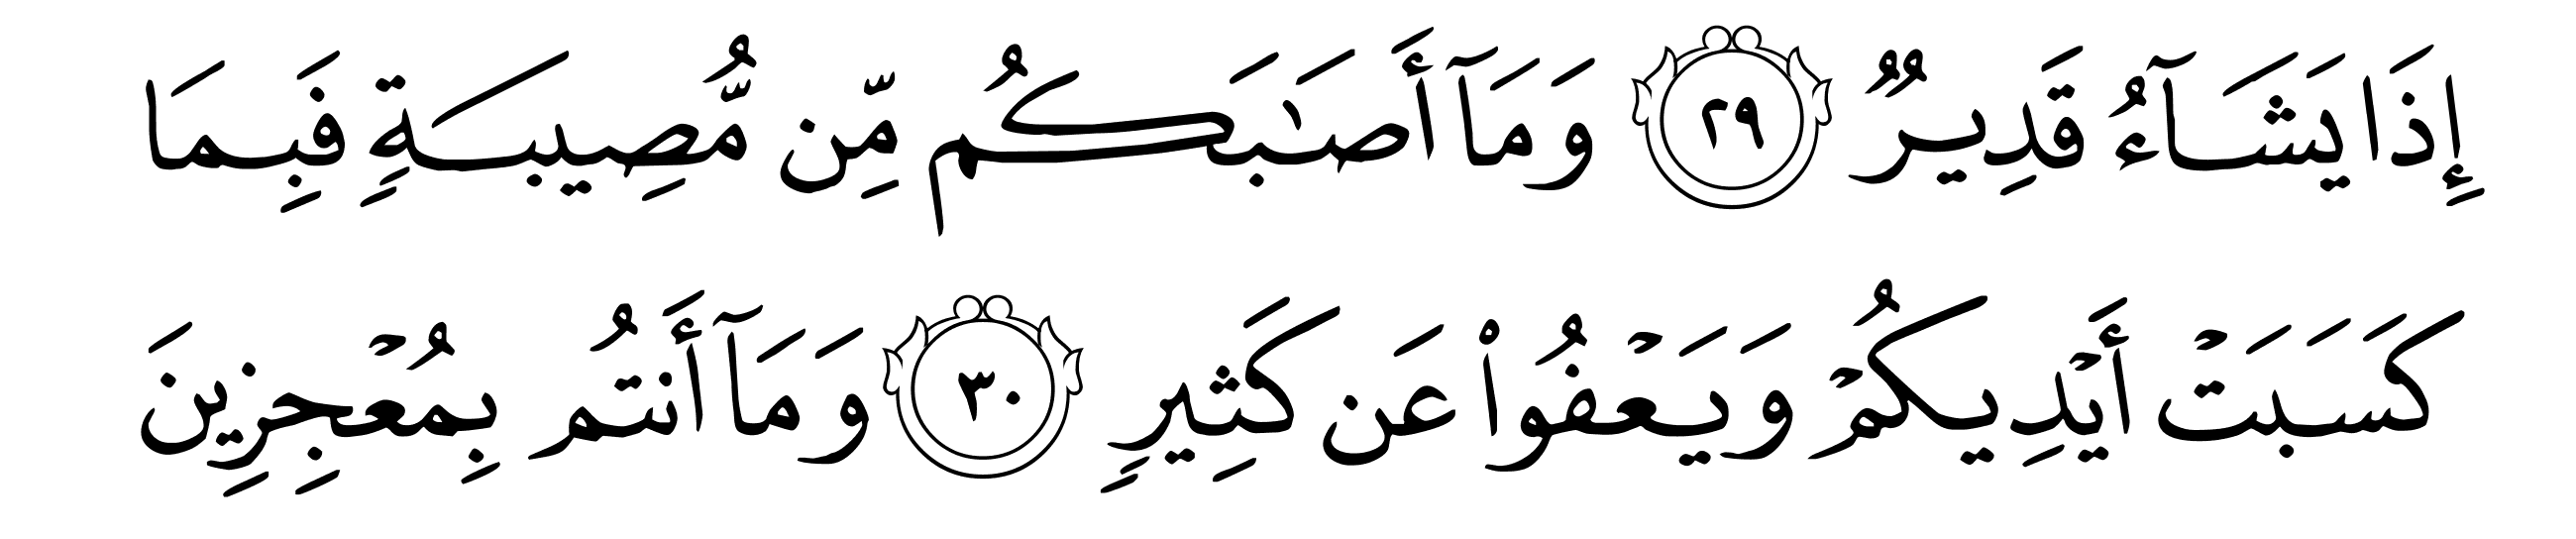 إِذَا يَشَآءُ قَدِيرٌ ٢٩ وَمَآ أَصَٰبَكُم مِّن مُّصِيبَةٍ فَبِمَا
كَسَبَتْ أَيْدِيكُمْ وَيَعْفُوا۟ عَن كَثِيرٍ ٣٠ وَمَآ أَنتُم بِمُعْجِزِينَ